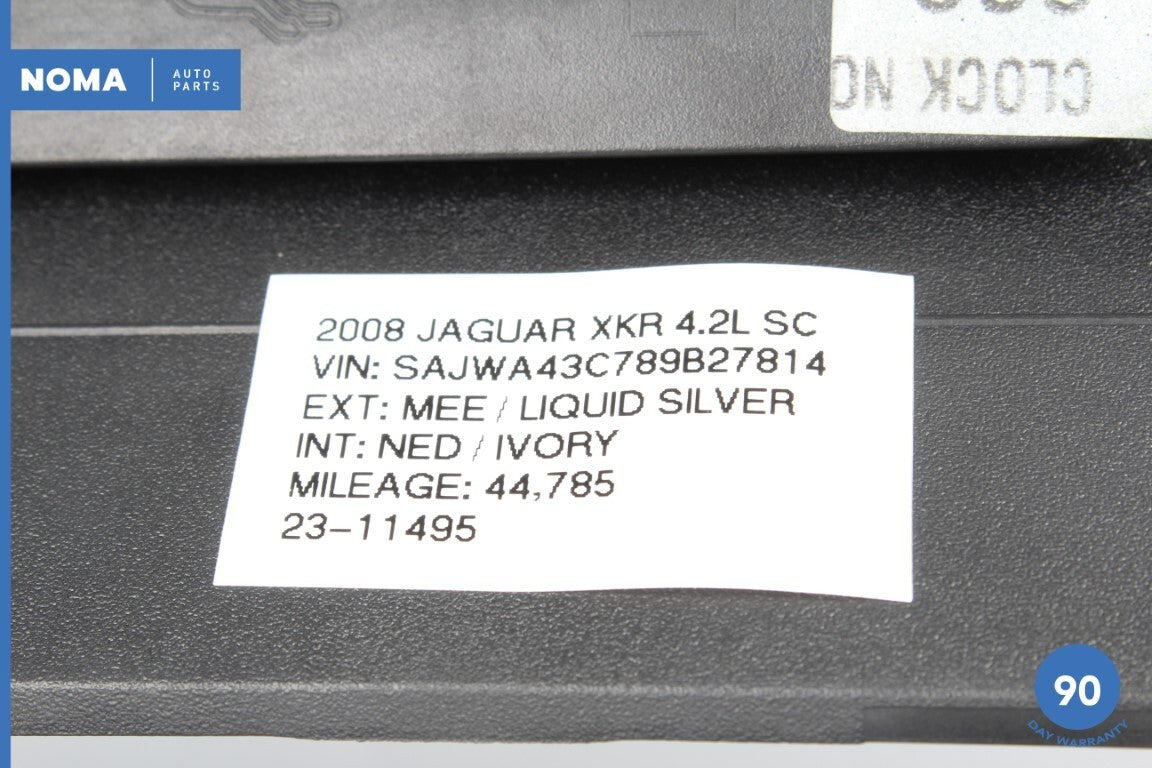 NOMA AUTO PARTS
CLOCK NO
2008 JAGUAR XKR 4.2L SC
VIN: SAJWA43C789B27814
EXT: MEE / LIQUID SILVER
INT: NED / IVORY
MILEAGE: 44,785
23-11495
90
DAY WARRANTY